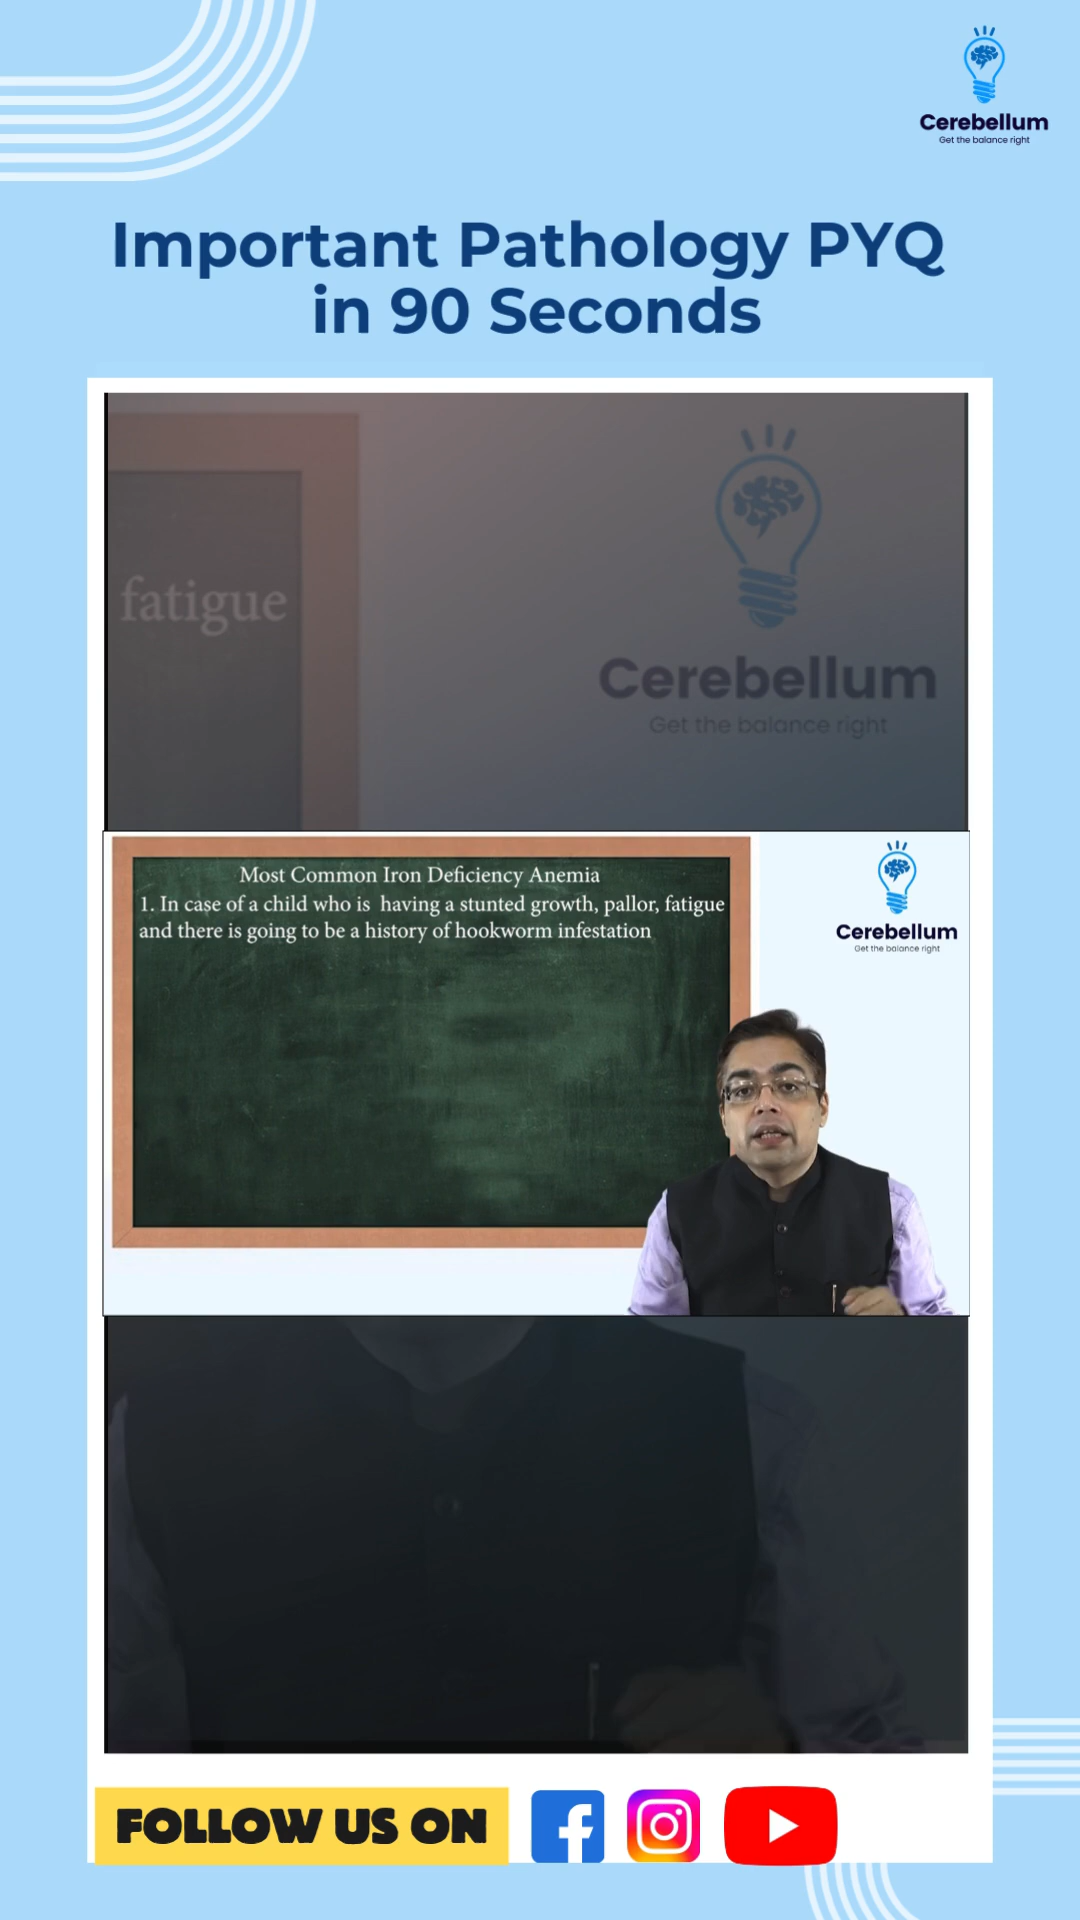 Cerebellum
Get the balance right
Important Pathology PYQ
in 90 Seconds
fatigue
Cerebellum
Get the balance right
Most Common Iron Deficiency Anemia
1. In case of a child who is having a stunted growth, pallor, fatigue
and there is going to be a history of hookworm infestation
Cerebellum
Get the balance right
FOLLOW US ON